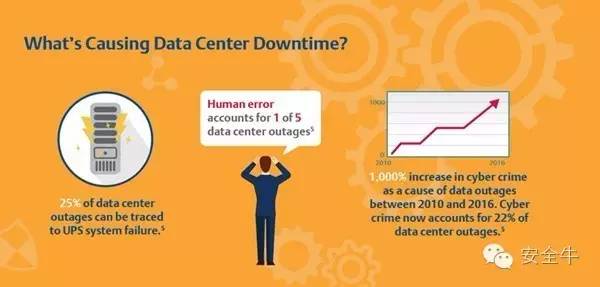 What's Causing Data Center Downtime?
25% of data center
outages can be traced
to UPS system failure.⁵
Human error
accounts for 1 of 5
data center outages⁵
1000
0
2010
2016
1,000% increase in cyber crime
as a cause of data outages
between 2010 and 2016. Cyber
crime now accounts for 22% of
data center outages.⁵
安全牛